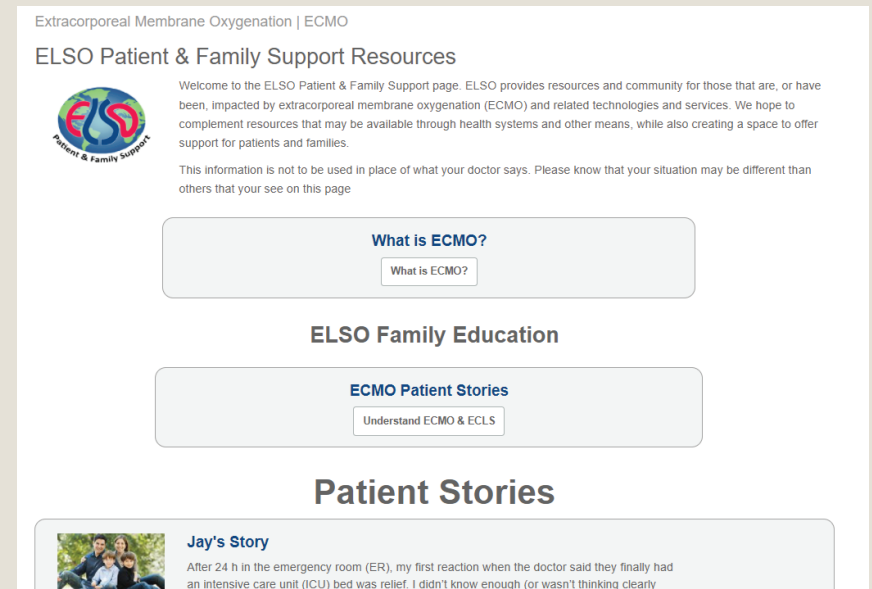 Extracorporeal Membrane Oxygenation | ECMO
ELSO Patient & Family Support Resources
ELSO
Patient & Family Support
Welcome to the ELSO Patient & Family Support page. ELSO provides resources and community for those that are, or have
been, impacted by extracorporeal membrane oxygenation (ECMO) and related technologies and services. We hope to
complement resources that may be available through health systems and other means, while also creating a space to offer
support for patients and families.
This information is not to be used in place of what your doctor says. Please know that your situation may be different than
others that your see on this page
What is ECMO?
What is ECMO?
ELSO Family Education
ECMO Patient Stories
Understand ECMO & ECLS
Patient Stories
Jay's Story
After 24 h in the emergency room (ER), my first reaction when the doctor said they finally had
an intensive care unit (ICU) bed was relief. I didn't know enough (or wasn't thinking clearly